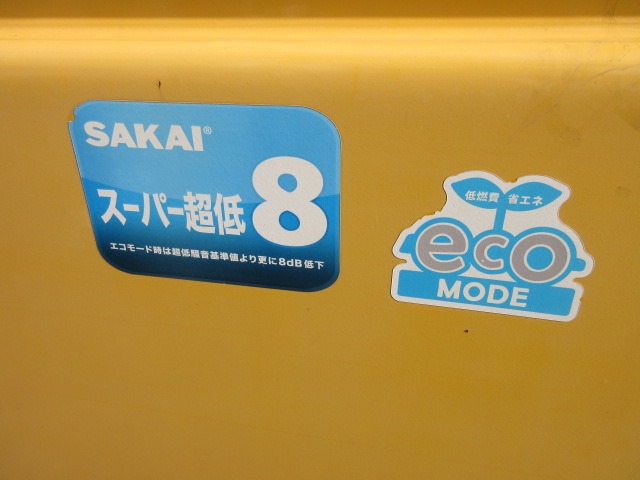 SAKAI®
スーパー超低8
エコモード時は超低騒音基準値より更に8dB低下
低燃費 省エネ
eco
MODE